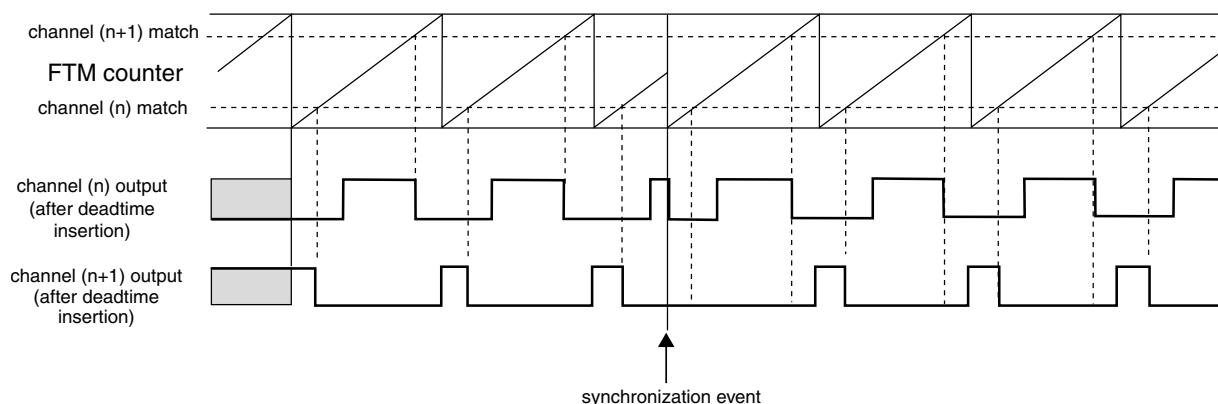 channel (n+1) match
FTM counter
channel (n) match
channel (n) output
(after deadtime
insertion)
channel (n+1) output
(after deadtime
insertion)
synchronization event